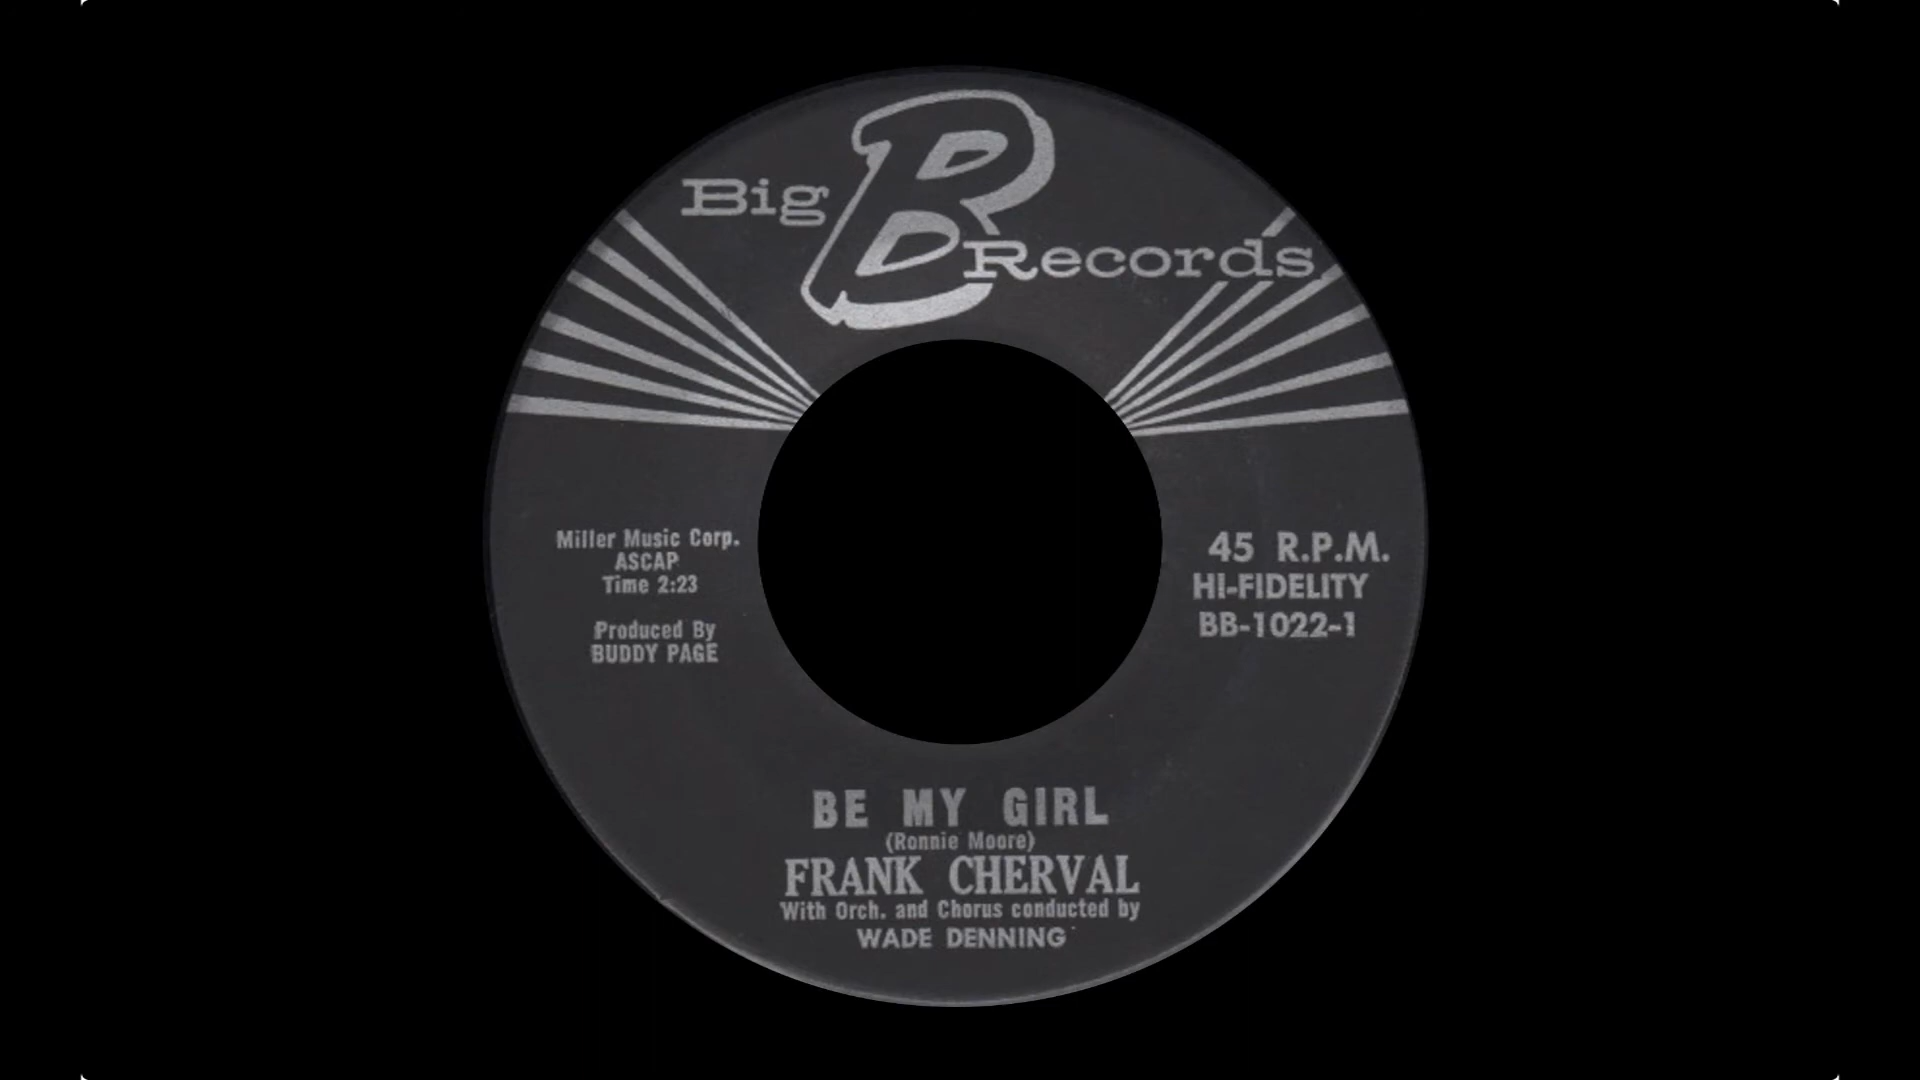 Big B Records
Miller Music Corp.
ASCAP
Time 2:23
Produced By
BUDDY PAGE
45 R.P.M.
HI-FIDELITY
BB-1022-1
BE MY GIRL
(Ronnie Moore)
FRANK CHERVAL
With Orch. and Chorus conducted by
WADE DENNING